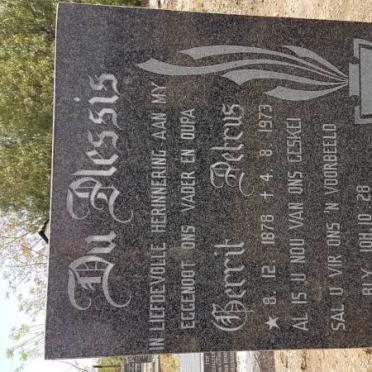 Du Plessis
IN LIEFDEVOLLE HERINNERING AAN MY
EGGENOOT ONS VADER EN OUPA
Gerrit Petrus
★ 8. 12. 1878 + 4. 8. 1973
AL IS U NOU VAN ONS GESKEI
SAL U VIR ONS 'N VOORBEELD
BLY JOH. 10-28